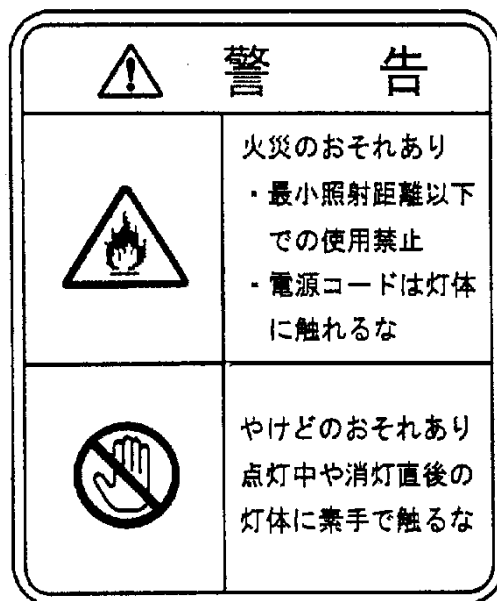 警告
火災のおそれあり
・最小照射距離以下
での使用禁止
・電源コードは灯体
に触れるな
やけどのおそれあり
点灯中や消灯直後の
灯体に素手で触るな